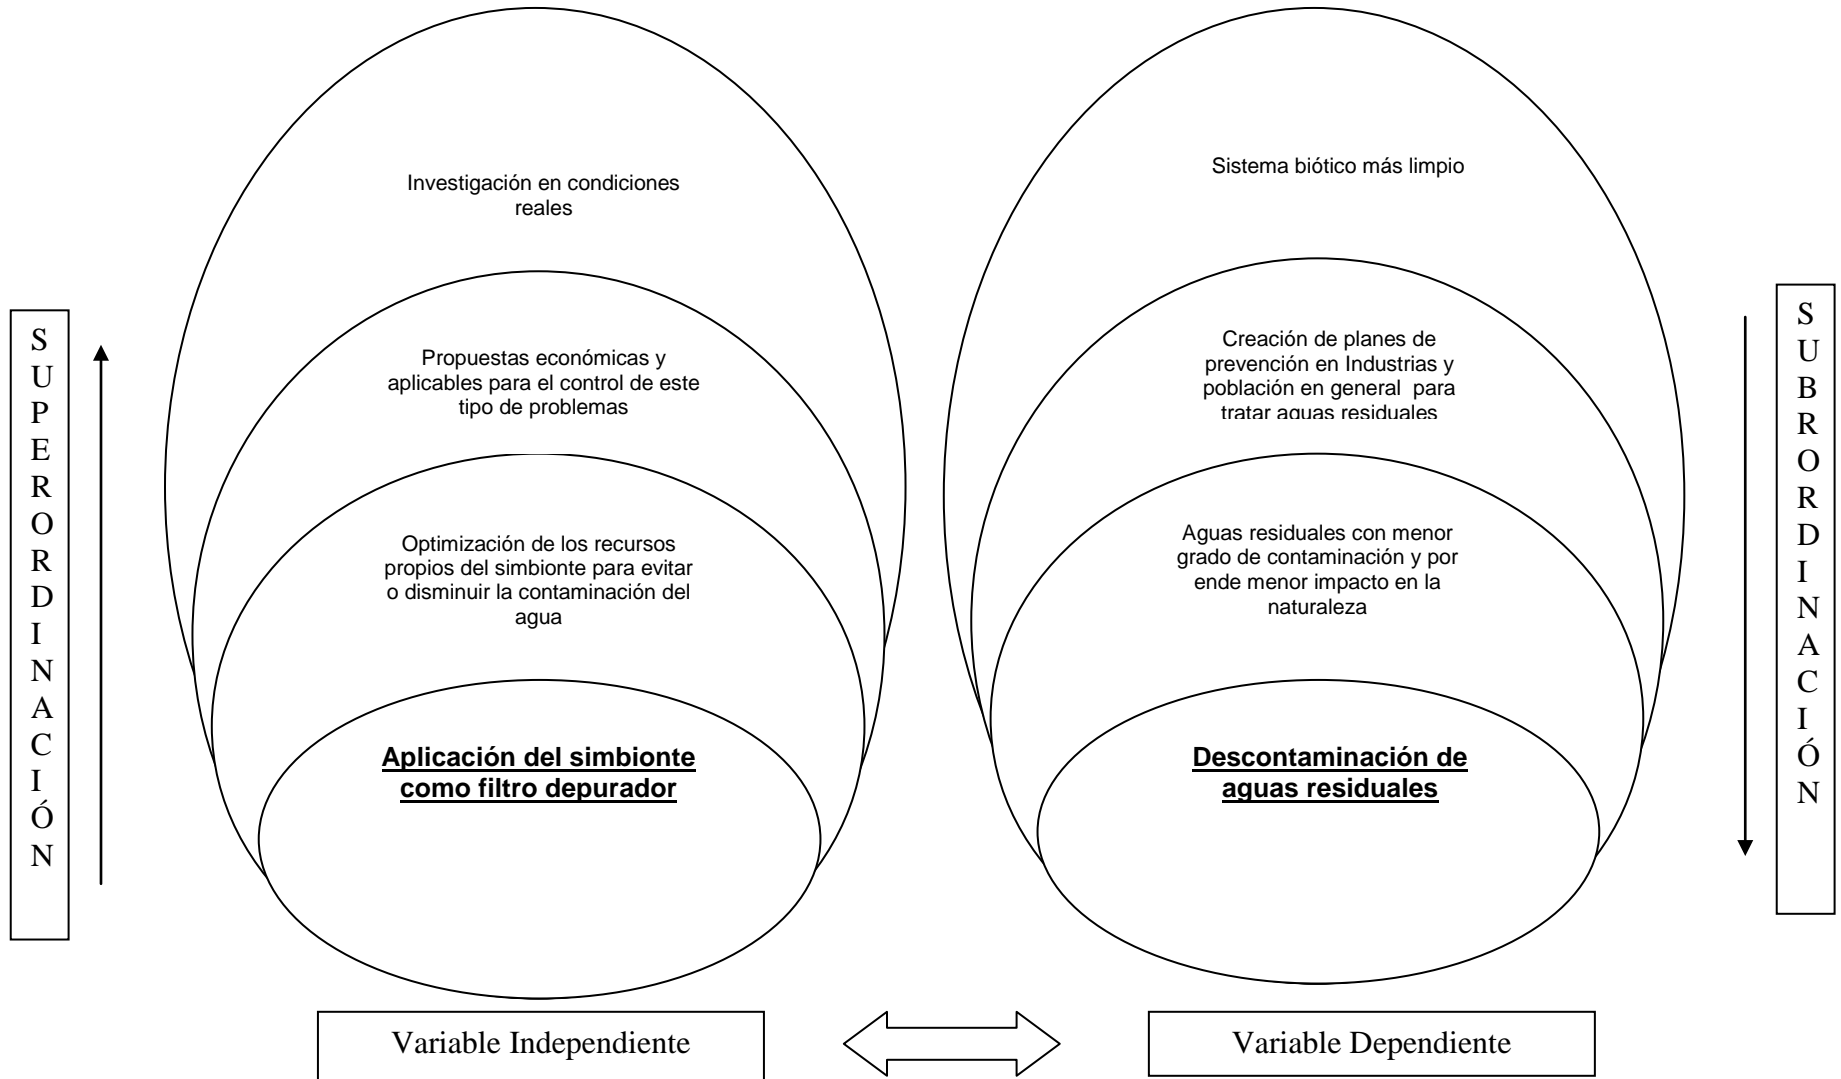 Investigación en condiciones
reales
Propuestas económicas y
aplicables para el control de este
tipo de problemas
Optimización de los recursos
propios del simbionte para evitar
o disminuir la contaminación del
agua
Aplicación del simbionte
como filtro depurador
Sistema biótico más limpio
Creación de planes de
prevención en Industrias y
población en general para
tratar aguas residuales
Aguas residuales con menor
grado de contaminación y por
ende menor impacto en la
naturaleza
Descontaminación de
aguas residuales
S
U
P
E
R
O
R
D
I
N
A
C
I
Ó
N
S
U
B
R
O
R
D
I
N
A
C
I
Ó
N
Variable Independiente
Variable Dependiente